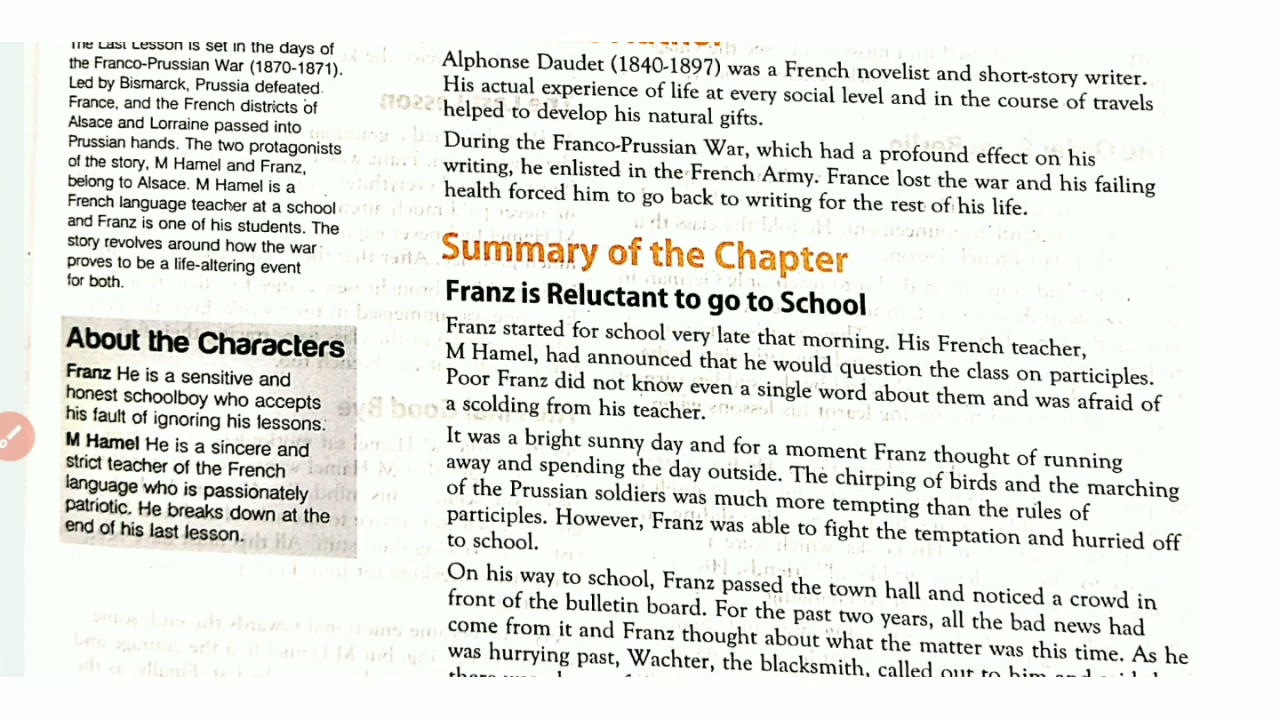 The Last Lesson is set in the days of
the Franco-Prussian War (1870-1871).
Led by Bismarck, Prussia defeated
France, and the French districts of
Alsace and Lorraine passed into
Prussian hands. The two protagonists
of the story, M Hamel and Franz,
belong to Alsace. M Hamel is a
French language teacher at a school
and Franz is one of his students. The
story revolves around how the war
proves to be a life-altering event
for both.
About the Characters
Franz He is a sensitive and
honest schoolboy who accepts
his fault of ignoring his lessons.
M Hamel He is a sincere and
strict teacher of the French
language who is passionately
patriotic. He breaks down at the
end of his last lesson.
Alphonse Daudet (1840-1897) was a French novelist and short-story writer.
His actual experience of life at every social level and in the course of travels
helped to develop his natural gifts.
During the Franco-Prussian War, which had a profound effect on his
writing, he enlisted in the French Army. France lost the war and his failing
health forced him to go back to writing for the rest of his life.
Summary of the Chapter
Franz is Reluctant to go to School
Franz started for school very late that morning. His French teacher,
M Hamel, had announced that he would question the class on participles.
Poor Franz did not know even a single word about them and was afraid of
a scolding from his teacher.
It was a bright sunny day and for a moment Franz thought of running
away and spending the day outside. The chirping of birds and the marching
of the Prussian soldiers was much more tempting than the rules of
participles. However, Franz was able to fight the temptation and hurried off
to school.
On his way to school, Franz passed the town hall and noticed a crowd in
front of the bulletin board. For the past two years, all the bad news had
come from it and Franz thought about what the matter was this time. As he
was hurrying past, Wachter, the blacksmith, called out to him and